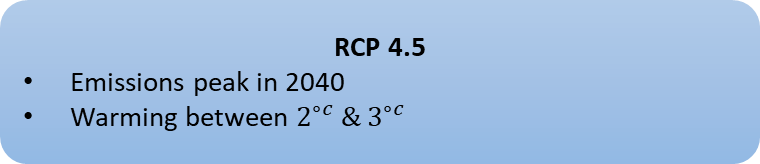 RCP 4.5
• Emissions peak in 2040
• Warming between 2°ᶜ & 3°ᶜ